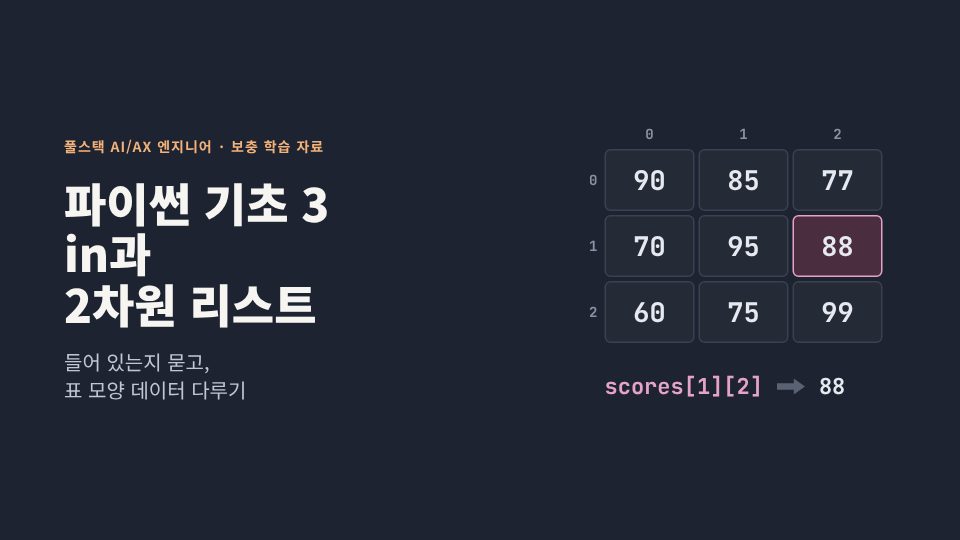 풀스택 AI/AX 엔지니어 · 보충 학습 자료
파이썬 기초 3
in과
2차원 리스트
들어 있는지 묻고,
표 모양 데이터 다루기
0 1 2
0 90 85 77
1 70 95 88
2 60 75 99
scores[1][2] ➡ 88